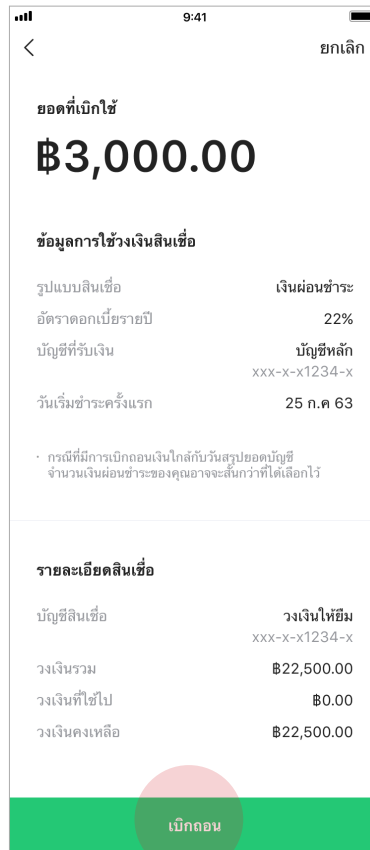 9:41
ยกเลิก
ยอดที่เบิกใช้
฿3,000.00
ข้อมูลการใช้วงเงินสินเชื่อ
รูปแบบสินเชื่อ เงินผ่อนชำระ
อัตราดอกเบี้ยรายปี 22%
บัญชีที่รับเงิน บัญชีหลัก
xxx-x-x1234-x
วันเริ่มชำระครั้งแรก 25 ก.ค 63
· กรณีที่มีการเบิกถอนเงินใกล้กับวันสรุปยอดบัญชี
จำนวนเงินผ่อนชำระของคุณอาจจะสั้นกว่าที่ได้เลือกไว้
รายละเอียดสินเชื่อ
บัญชีสินเชื่อ วงเงินให้ยืม
xxx-x-x1234-x
วงเงินรวม ฿22,500.00
วงเงินที่ใช้ไป ฿0.00
วงเงินคงเหลือ ฿22,500.00
เบิกถอน